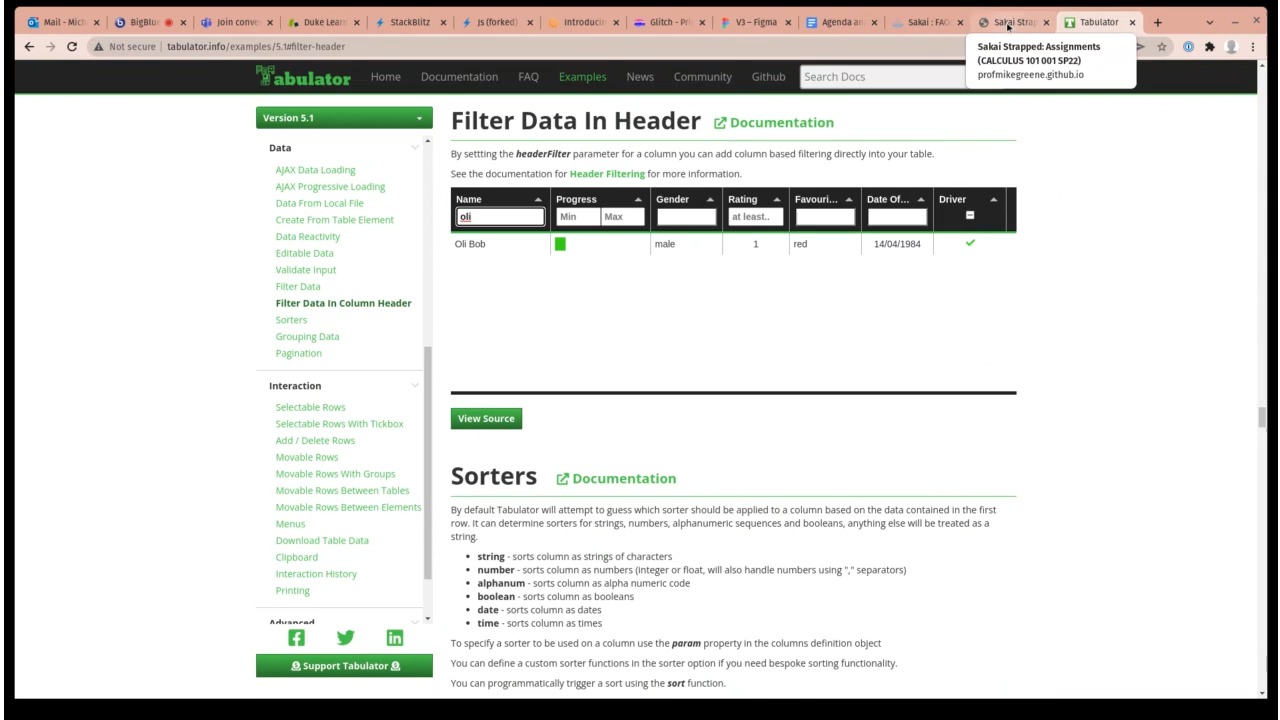 Mail - Mich
BigBlue
Join conve
Duke Lear
StackBlitz
Js (forked)
Introducin
Glitch - Pri
V3 – Figma
Agenda an
Sakai : FAQ
Sakai Strap
Tabulator
Not secure
tabulator.info/examples/5.1#filter-header
Sakai Strapped: Assignments
(CALCULUS 101 001 SP22)
profmikegreene.github.io
Tabulator
Home
Documentation
FAQ
Examples
News
Community
Github
Search Docs
Version 5.1
Data
AJAX Data Loading
AJAX Progressive Loading
Data From Local File
Create From Table Element
Data Reactivity
Editable Data
Validate Input
Filter Data
Filter Data In Column Header
Sorters
Grouping Data
Pagination
Interaction
Selectable Rows
Selectable Rows With Tickbox
Add / Delete Rows
Movable Rows
Movable Rows With Groups
Movable Rows Between Tables
Movable Rows Between Elements
Menus
Download Table Data
Clipboard
Interaction History
Printing
Advanced
Support Tabulator
Filter Data In Header
Documentation
By settting the headerFilter parameter for a column you can add column based filtering directly into your table.
See the documentation for Header Filtering for more information.
Name
Progress
Gender
Rating
Favouri...
Date Of...
Driver
oli
Min
Max
at least..
Oli Bob
male
1
red
14/04/1984
View Source
Sorters
Documentation
By default Tabulator will attempt to guess which sorter should be applied to a column based on the data contained in the first
row. It can determine sorters for strings, numbers, alphanumeric sequences and booleans, anything else will be treated as a
string.
string - sorts column as strings of characters
number - sorts column as numbers (integer or float, will also handle numbers using "," separators)
alphanum - sorts column as alpha numeric code
boolean - sorts column as booleans
date - sorts column as dates
time - sorts column as times
To specify a sorter to be used on a column use the param property in the columns definition object
You can define a custom sorter functions in the sorter option if you need bespoke sorting functionality.
You can programmatically trigger a sort using the sort function.